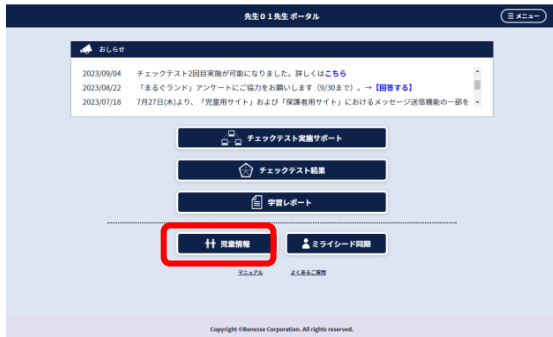 先生０１先生 ポータル
メニュー
おしらせ
2023/09/04 チェックテスト2回目実施が可能になりました。詳しくはこちら
2023/08/22 「まるぐランド」アンケートにご協力をお願いします（9/30まで）。→【回答する】
2023/07/18 7月27日(木)より、「児童用サイト」および「保護者用サイト」におけるメッセージ送信機能の一部を
チェックテスト実施サポート
チェックテスト結果
学習レポート
児童情報 ミライシード同期
マニュアル よくあるご質問
Copyright ©Benesse Corporation. All rights reserved.